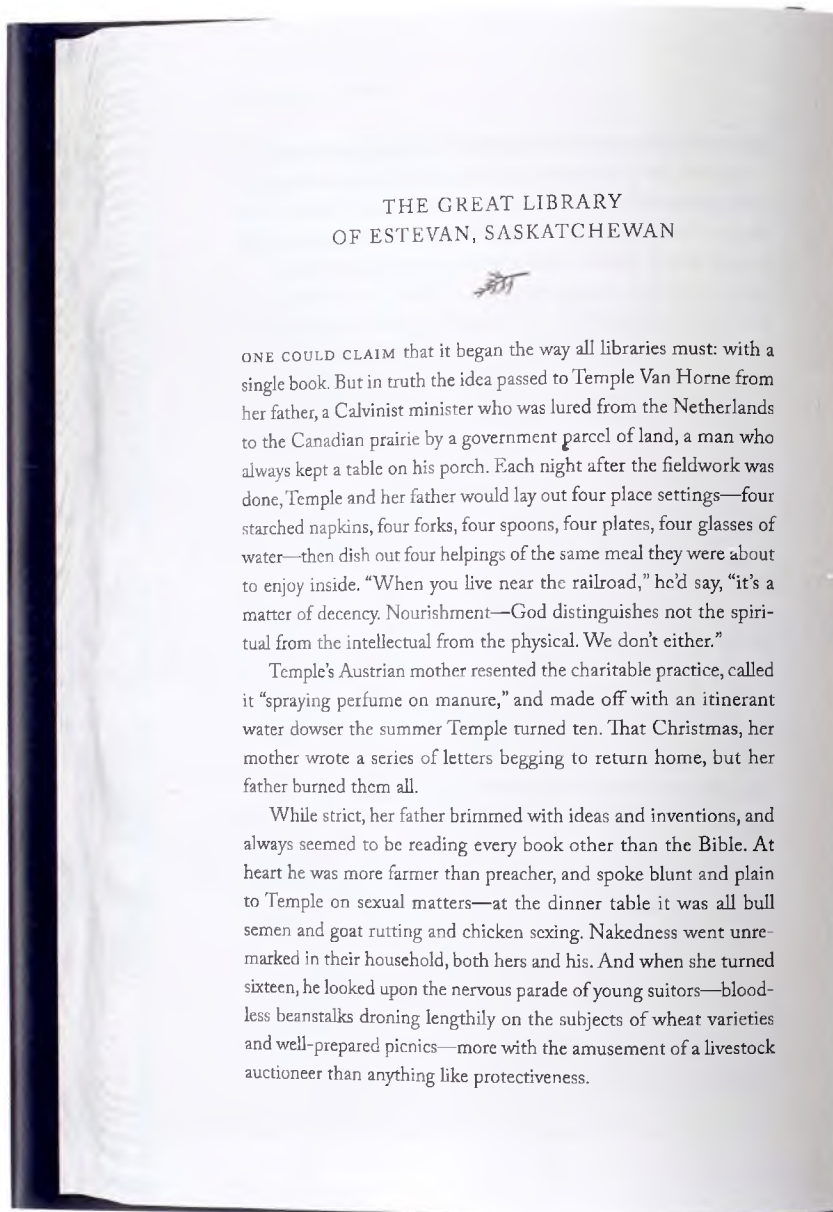 THE GREAT LIBRARY
OF ESTEVAN, SASKATCHEWAN
ONE COULD CLAIM that it began the way all libraries must: with a
single book. But in truth the idea passed to Temple Van Horne from
her father, a Calvinist minister who was lured from the Netherlands
to the Canadian prairie by a government parcel of land, a man who
always kept a table on his porch. Each night after the fieldwork was
done, Temple and her father would lay out four place settings—four
starched napkins, four forks, four spoons, four plates, four glasses of
water—then dish out four helpings of the same meal they were about
to enjoy inside. “When you live near the railroad,” he’d say, “it’s a
matter of decency. Nourishment—God distinguishes not the spiri-
tual from the intellectual from the physical. We don’t either.”
Temple’s Austrian mother resented the charitable practice, called
it “spraying perfume on manure,” and made off with an itinerant
water dowser the summer Temple turned ten. That Christmas, her
mother wrote a series of letters begging to return home, but her
father burned them all.
While strict, her father brimmed with ideas and inventions, and
always seemed to be reading every book other than the Bible. At
heart he was more farmer than preacher, and spoke blunt and plain
to Temple on sexual matters—at the dinner table it was all bull
semen and goat rutting and chicken sexing. Nakedness went unre-
marked in their household, both hers and his. And when she turned
sixteen, he looked upon the nervous parade of young suitors—blood-
less beanstalks droning lengthily on the subjects of wheat varieties
and well-prepared picnics—more with the amusement of a livestock
auctioneer than anything like protectiveness.